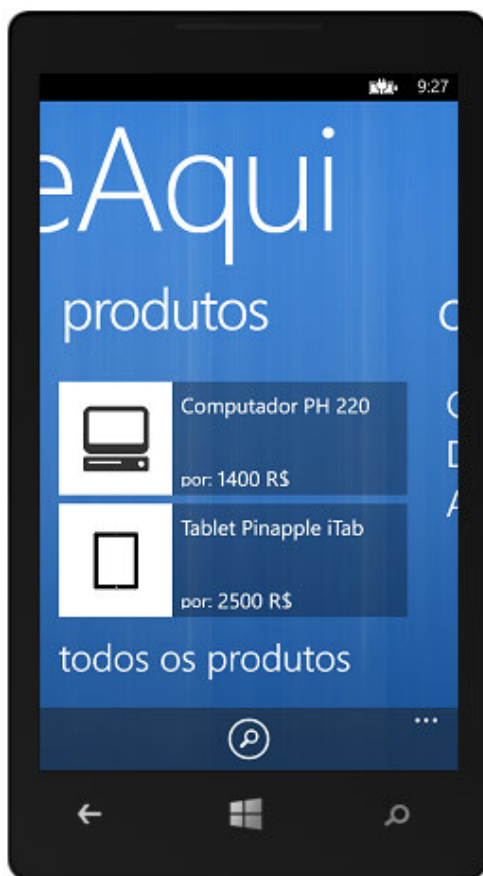 9:27
eAqui
produtos
Computador PH 220
por: 1400 R$
Tablet Pinapple iTab
por: 2500 R$
todos os produtos